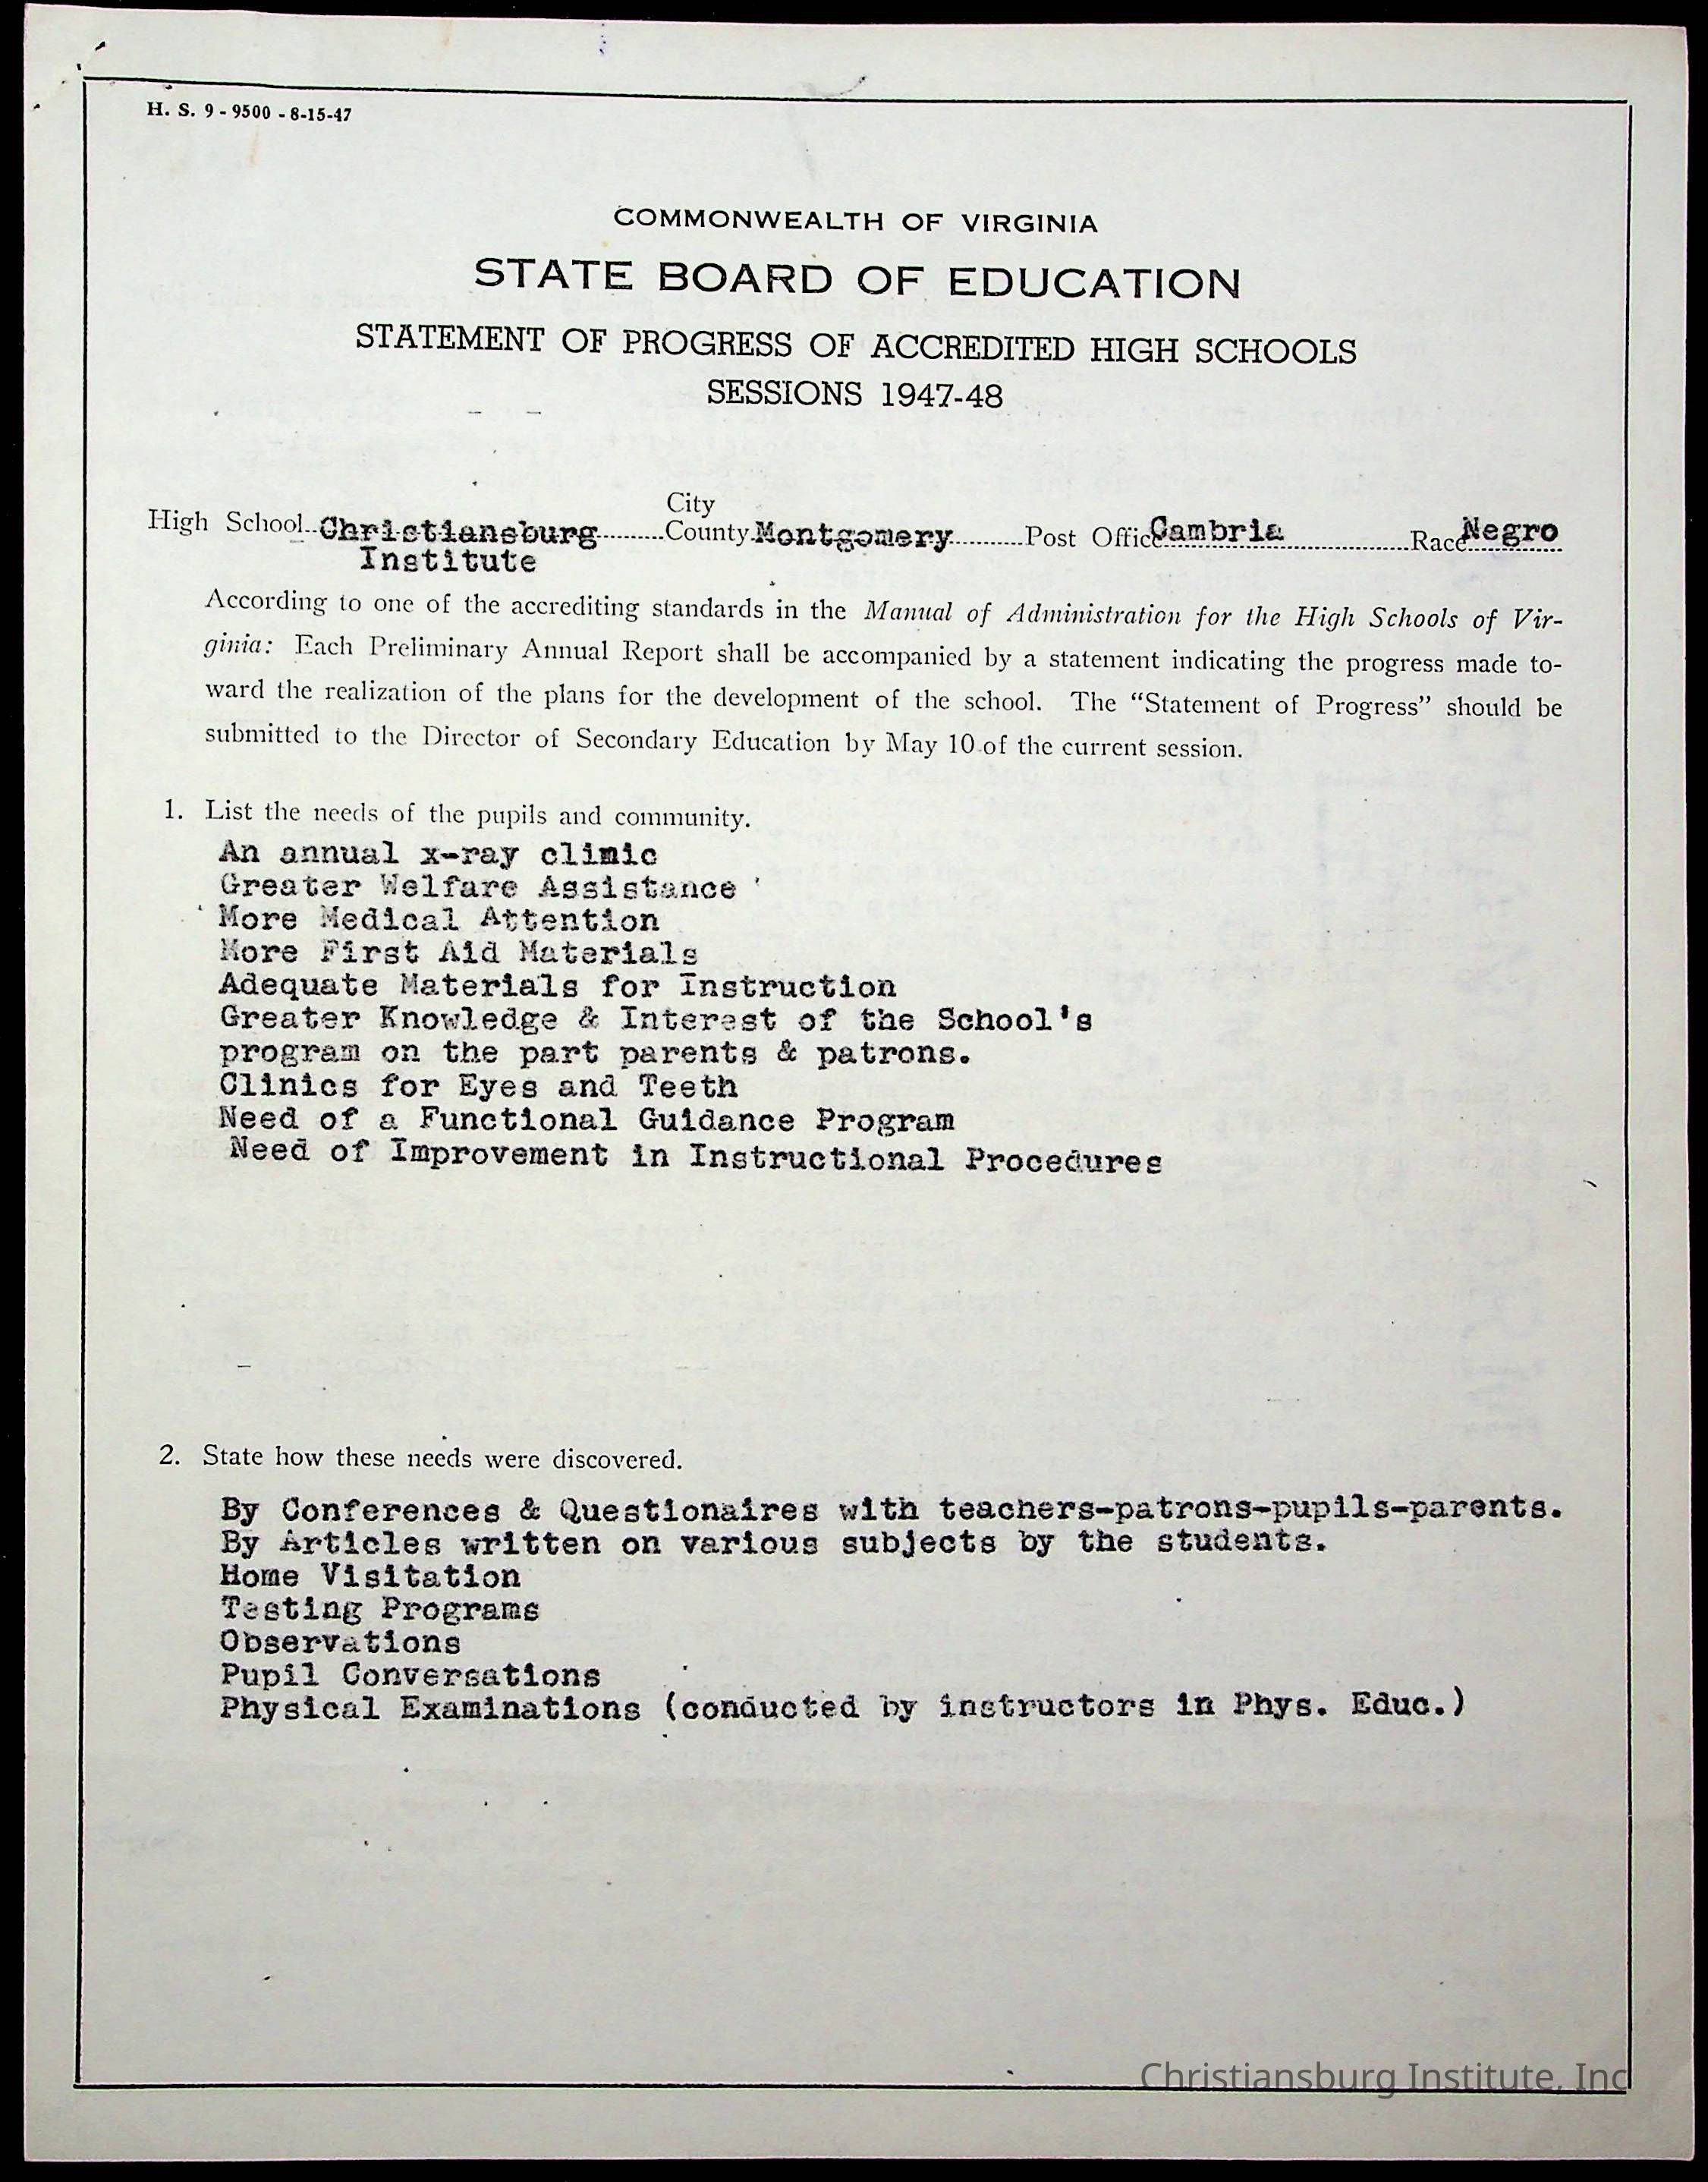 H. S. 9 - 9500 - 8-15-47
COMMONWEALTH OF VIRGINIA
STATE BOARD OF EDUCATION
STATEMENT OF PROGRESS OF ACCREDITED HIGH SCHOOLS
SESSIONS 1947-48
City
High School Christiansburg County Montgomery Post Office Cambria Race Negro
Institute
According to one of the accrediting standards in the Manual of Administration for the High Schools of Vir-
ginia: Each Preliminary Annual Report shall be accompanied by a statement indicating the progress made to-
ward the realization of the plans for the development of the school. The “Statement of Progress” should be
submitted to the Director of Secondary Education by May 10 of the current session.
1. List the needs of the pupils and community.
An annual x-ray clinic
Greater Welfare Assistance
More Medical Attention
More First Aid Materials
Adequate Materials for Instruction
Greater Knowledge & Interest of the School's
program on the part parents & patrons.
Clinics for Eyes and Teeth
Need of a Functional Guidance Program
Need of Improvement in Instructional Procedures
2. State how these needs were discovered.
By Conferences & Questionaires with teachers-patrons-pupils-parents.
By Articles written on various subjects by the students.
Home Visitation
Testing Programs
Observations
Pupil Conversations
Physical Examinations (conducted by instructors in Phys. Educ.)
Christiansburg Institute, Inc